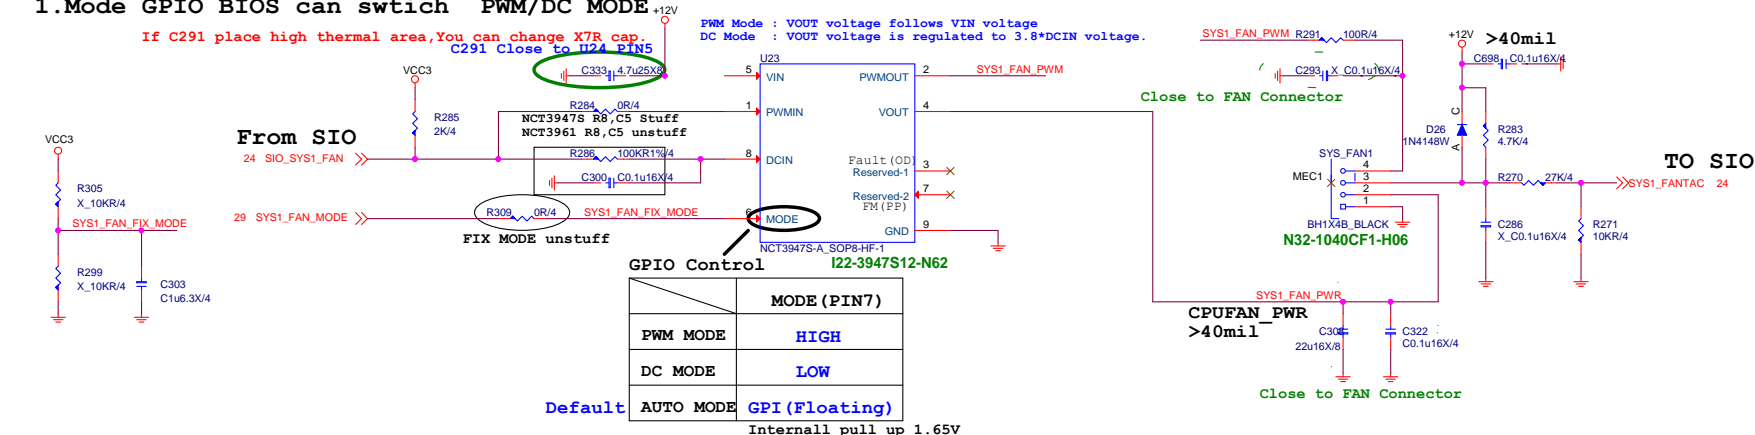 1.Mode GPIO BIOS can swtich PWM/DC MODE
+12V
If C291 place high thermal area,You can change X7R cap.
C291 Close to U24 PIN5
PWM Mode : VOUT voltage follows VIN voltage
DC Mode : VOUT voltage is regulated to 3.8*DCIN voltage.
C333 4.7u25X8
VCC3
R285
2K/4
R284 0R/4
NCT3947S R8,C5 Stuff
NCT3961 R8,C5 unstuff
From SIO
24 SIO_SYS1_FAN
R286 100KR1%/4
C300 C0.1u16X/4
29 SYS1_FAN_MODE
R309 0R/4
SYS1_FAN_FIX_MODE
FIX MODE unstuff
VCC3
R305
X_10KR/4
SYS1_FAN_FIX_MODE
R299
X_10KR/4
C303
C1u6.3X/4
U23
5 VIN
1 PWMIN
8 DCIN
6 MODE
PWMOUT 2
VOUT 4
Fault(OD)
Reserved-1 3
Reserved-2 7
FM(PP)
GND 9
NCT3947S-A_SOP8-HF-1
I22-3947S12-N62
SYS1_FAN_PWM
GPIO Control
MODE(PIN7)
PWM MODE HIGH
DC MODE LOW
Default AUTO MODE GPI(Floating)
Internall pull up 1.65V
SYS1_FAN_PWM R291 100R/4
C293 X_C0.1u16X/4
Close to FAN Connector
+12V
>40mil
C698 C0.1u16X/4
D26
1N4148W
C
A
R283
4.7K/4
SYS_FAN1
MEC1
4
3
2
1
BH1X4B_BLACK
N32-1040CF1-H06
R270 27K/4
TO SIO
SYS1_FANTAC 24
C286
X_C0.1u16X/4
R271
10KR/4
SYS1_FAN_PWR
CPUFAN_PWR
>40mil
22u16X/8
C322
C0.1u16X/4
Close to FAN Connector